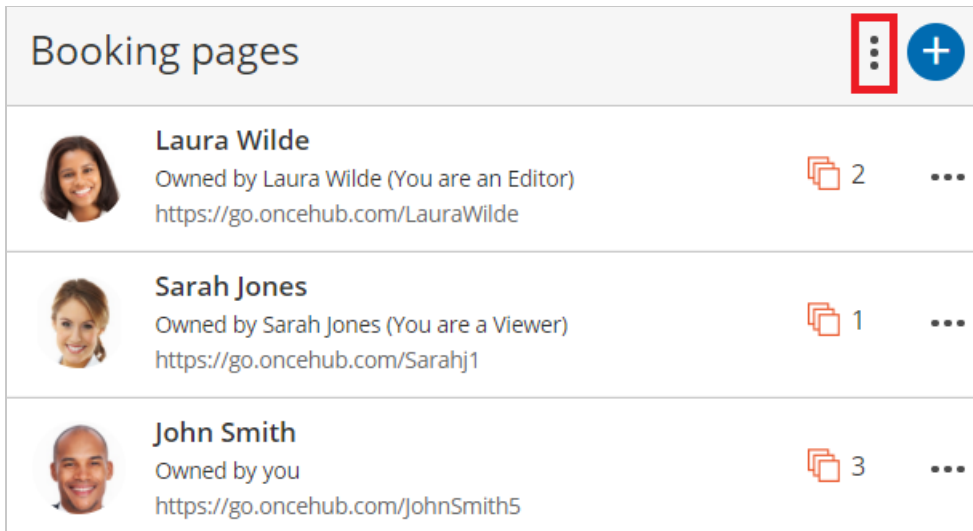 Booking pages
Laura Wilde
Owned by Laura Wilde (You are an Editor)
2
https://go.oncehub.com/LauraWilde
Sarah Jones
Owned by Sarah Jones (You are a Viewer)
1
https://go.oncehub.com/Sarahj1
John Smith
Owned by you
3
https://go.oncehub.com/JohnSmith5